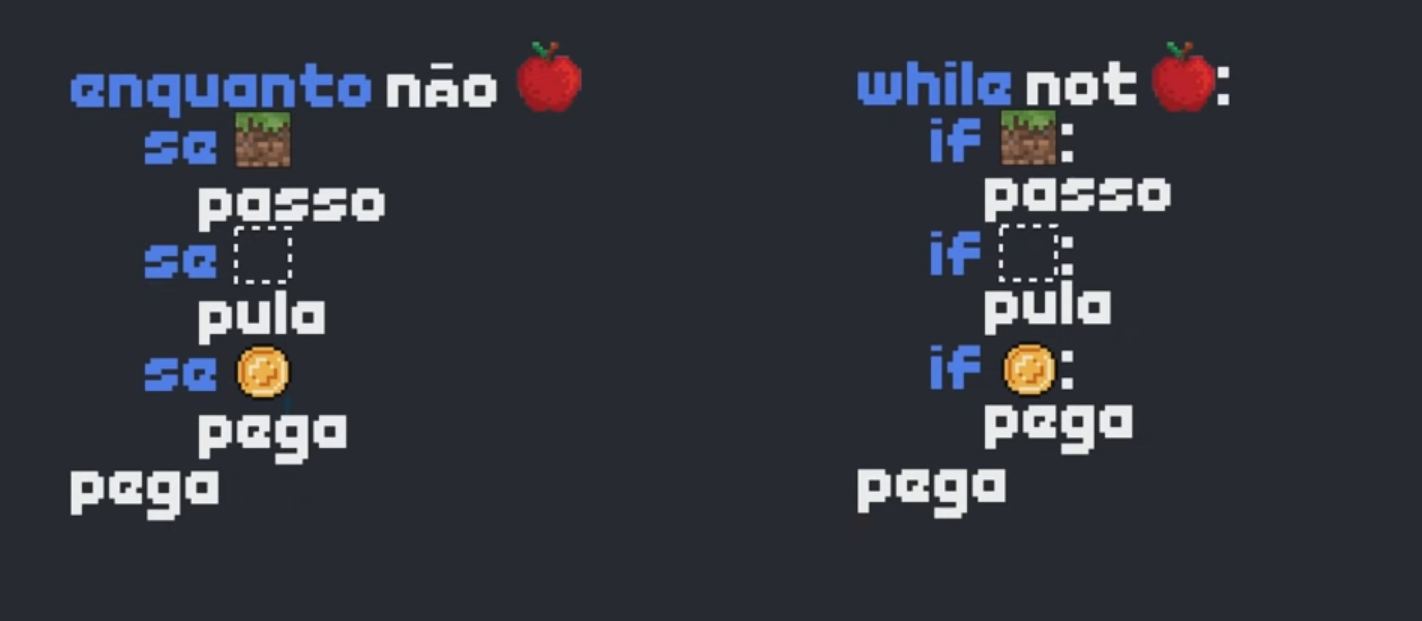 enquanto não
se
passo
se
pula
se
pega
pega
while not :
if :
passo
if :
pula
if :
pega
pega